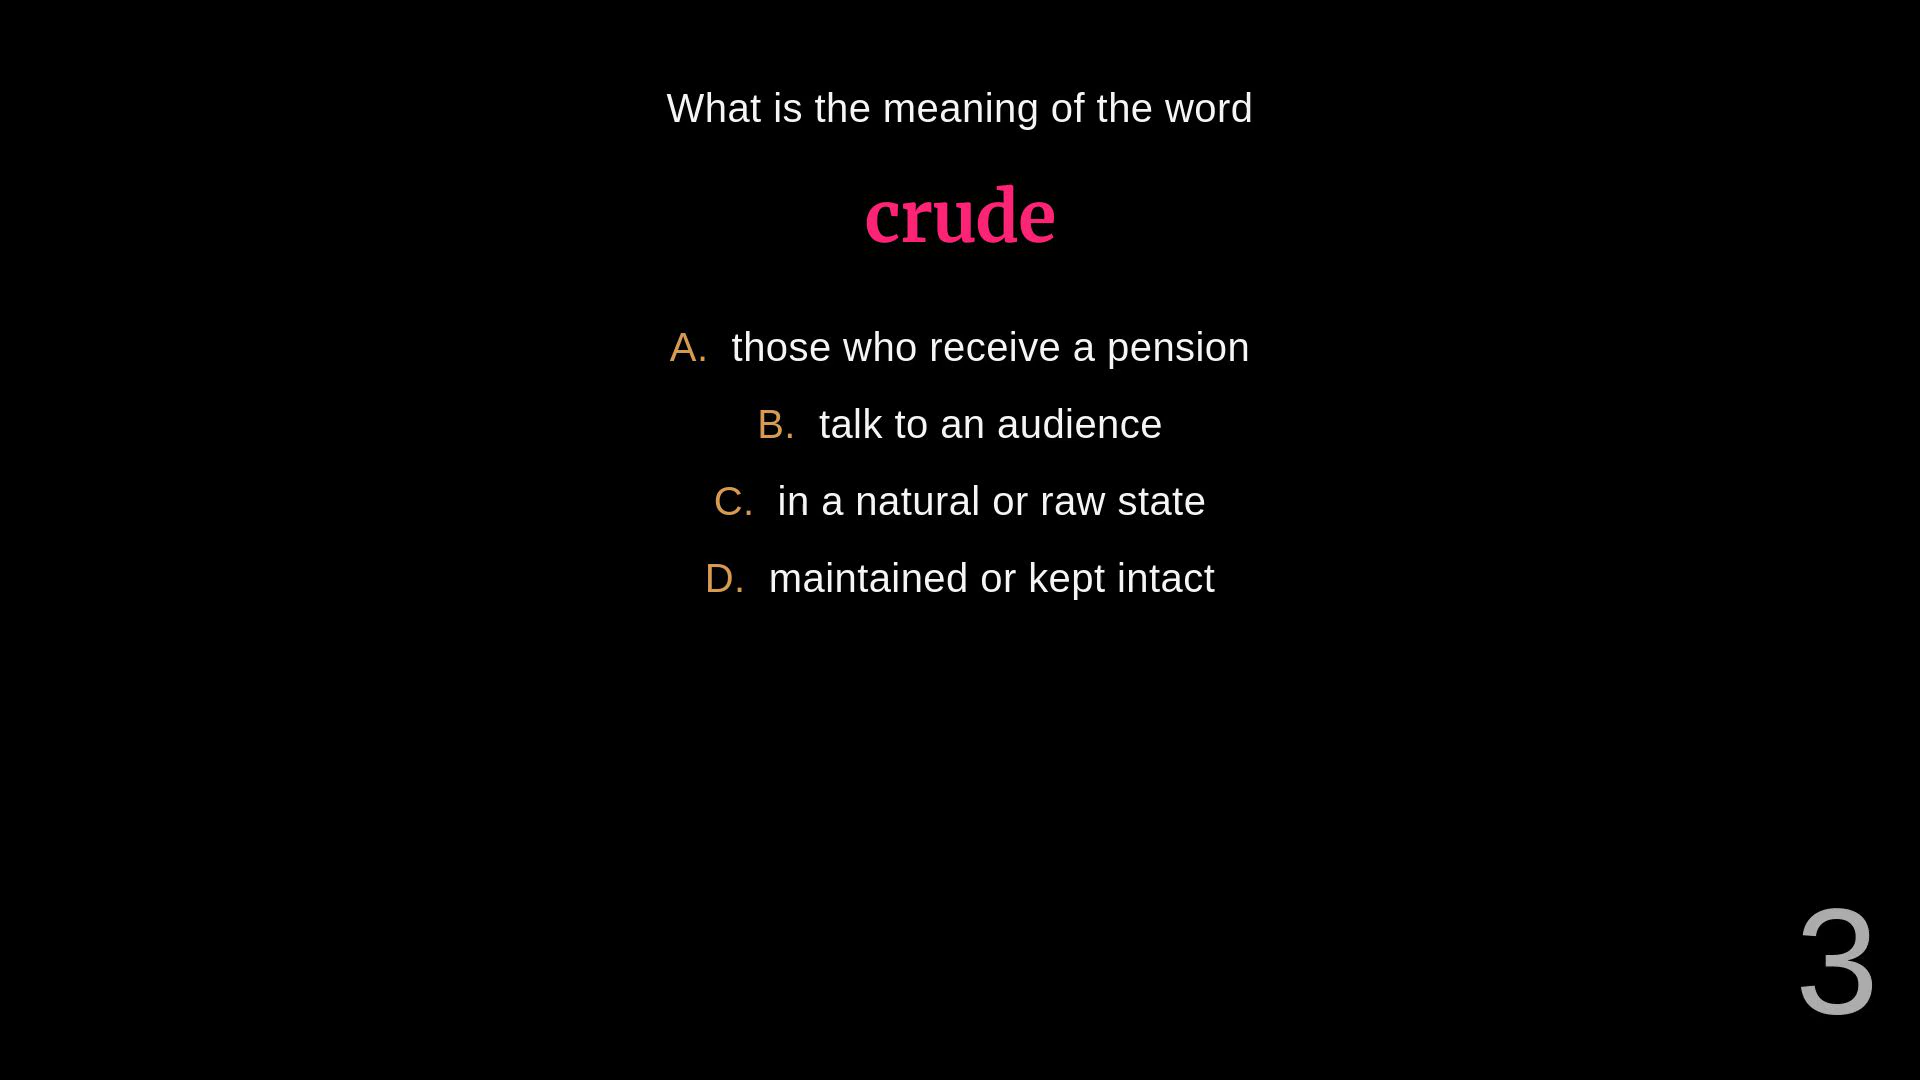 What is the meaning of the word
crude
A. those who receive a pension
B. talk to an audience
C. in a natural or raw state
D. maintained or kept intact
3